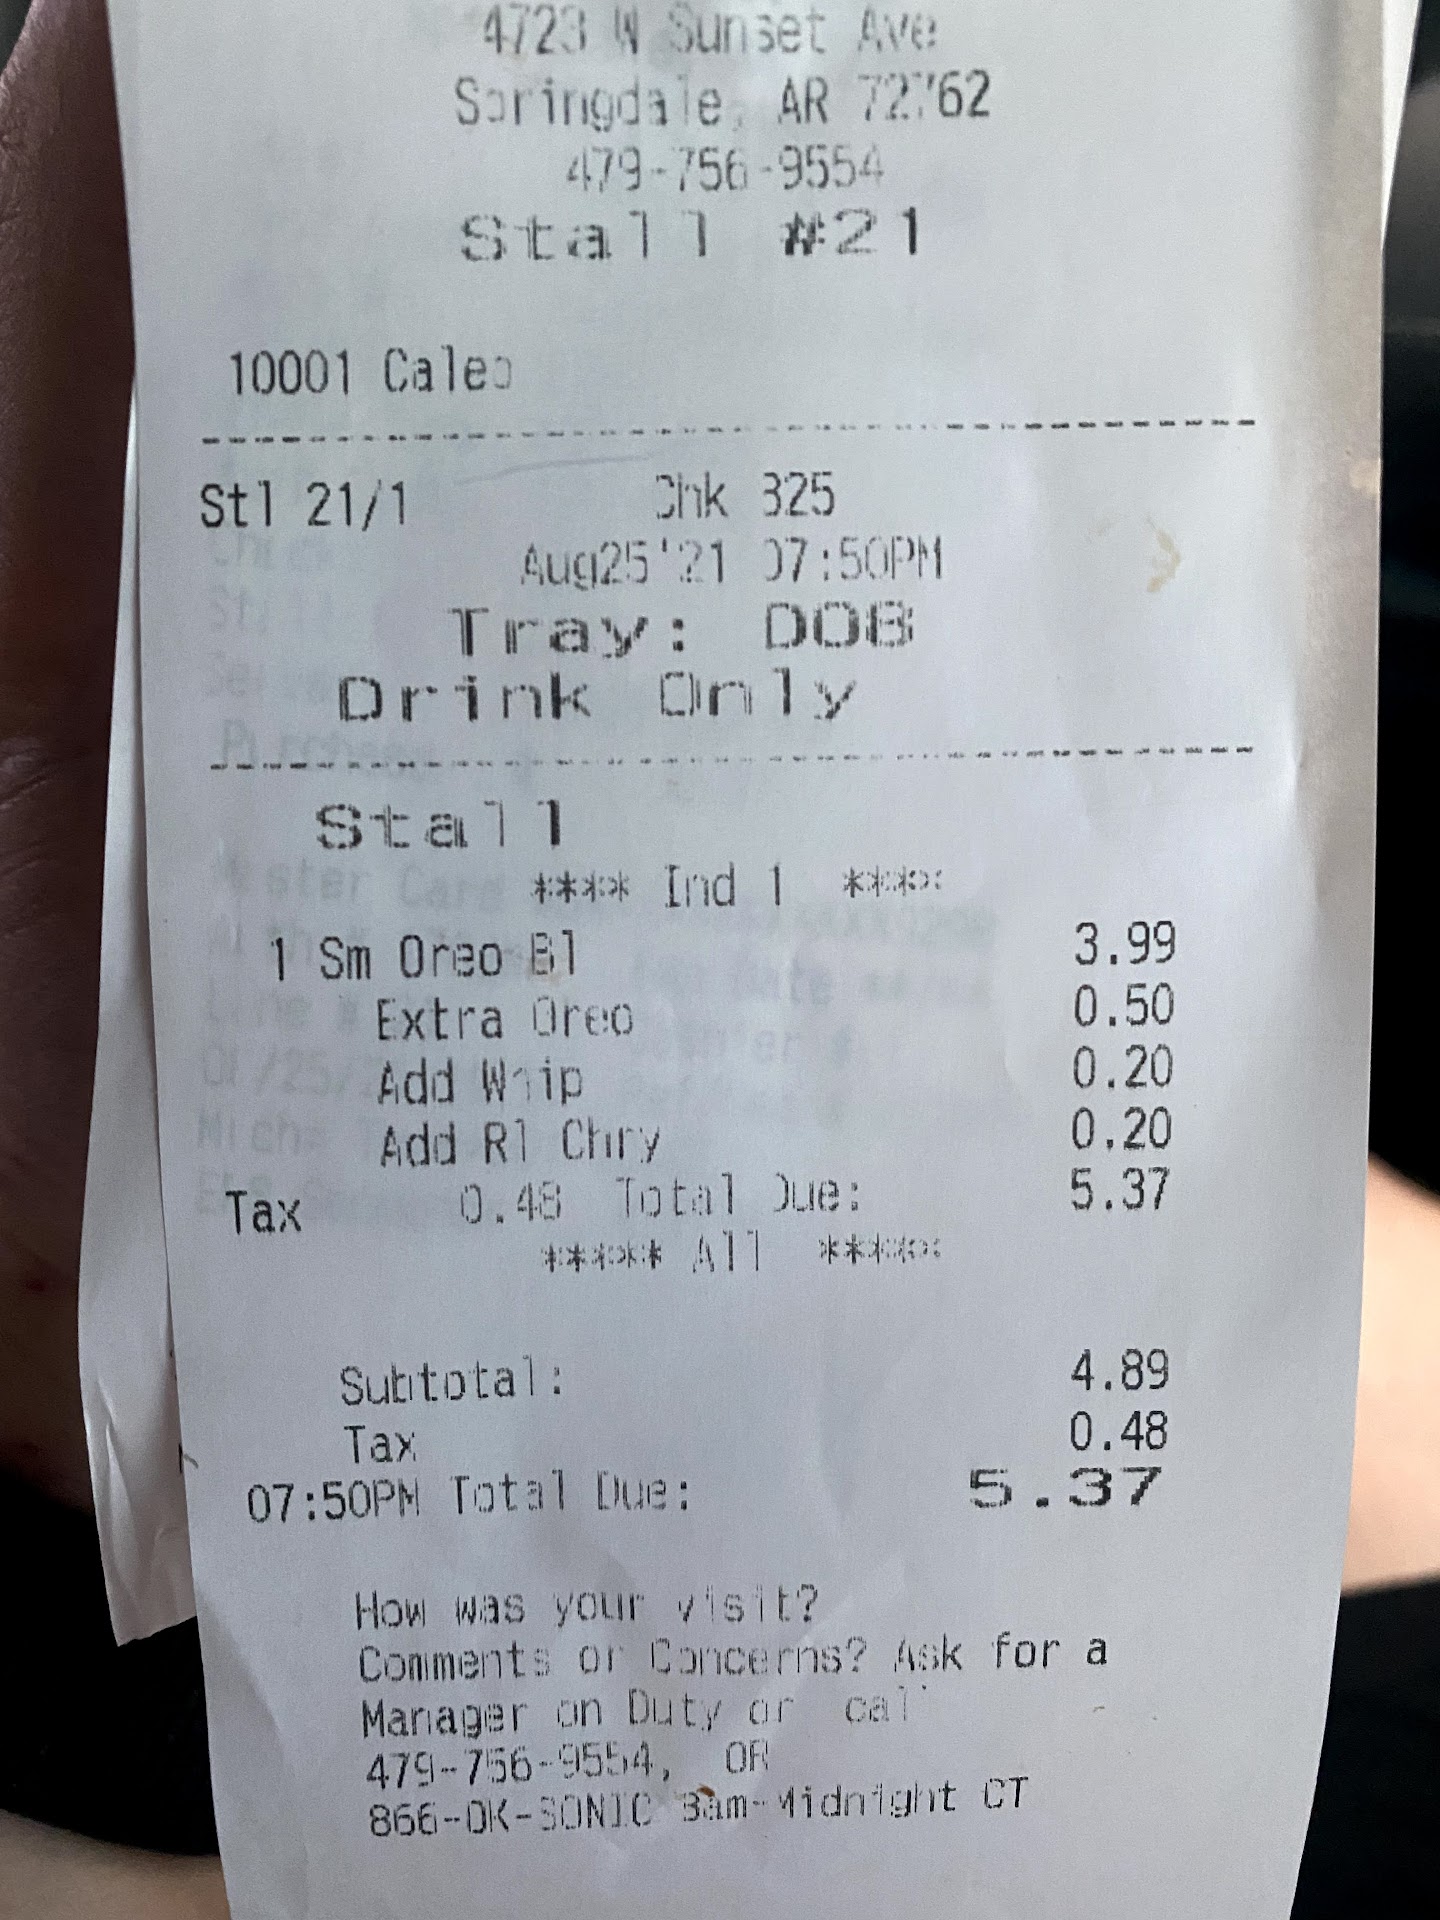 4723 W Sunset Ave
Springdale, AR 72762
479-756-9554
Stall #21
10001 Caleb
Stl 21/1 Chk 325
Aug25'21 07:50PM
Tray: DOB
Drink Only
Stall
**** Ind 1 ****
1 Sm Oreo Bl 3.99
Extra Oreo 0.50
Add Whip 0.20
Add Rl Chry 0.20
Tax 0.48 Total Due: 5.37
***** All *****
Subtotal: 4.89
Tax 0.48
07:50PM Total Due: 5.37
How was your visit?
Comments or Concerns? Ask for a
Manager on Duty or call
479-756-9554, OR
866-OK-SONIC 8am-Midnight CT